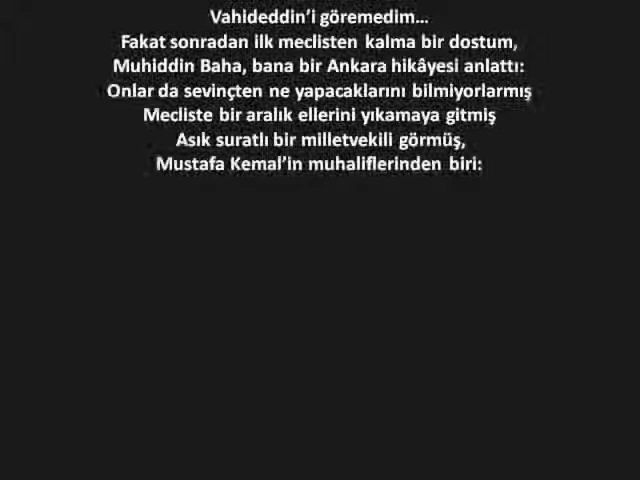 Vahideddin’i göremedim…
Fakat sonradan ilk meclisten kalma bir dostum,
Muhiddin Baha, bana bir Ankara hikâyesi anlattı:
Onlar da sevinçten ne yapacaklarını bilmiyorlarmış
Mecliste bir aralık ellerini yıkamaya gitmiş
Asık suratlı bir milletvekili görmüş,
Mustafa Kemal’in muhaliflerinden biri: